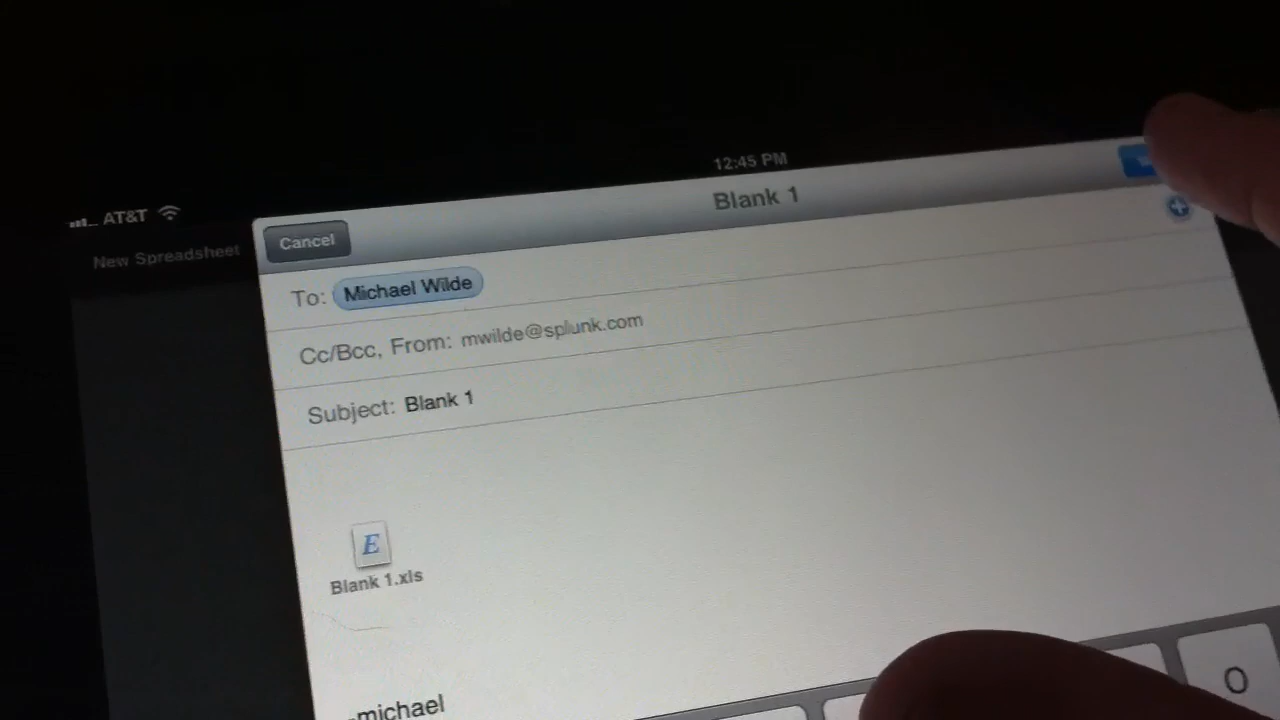 12:45 PM
AT&T
New Spreadsheet
Cancel
Blank 1
To: Michael Wilde
Cc/Bcc, From: mwilde@splunk.com
Subject: Blank 1
E
Blank 1.xls
-michael
O